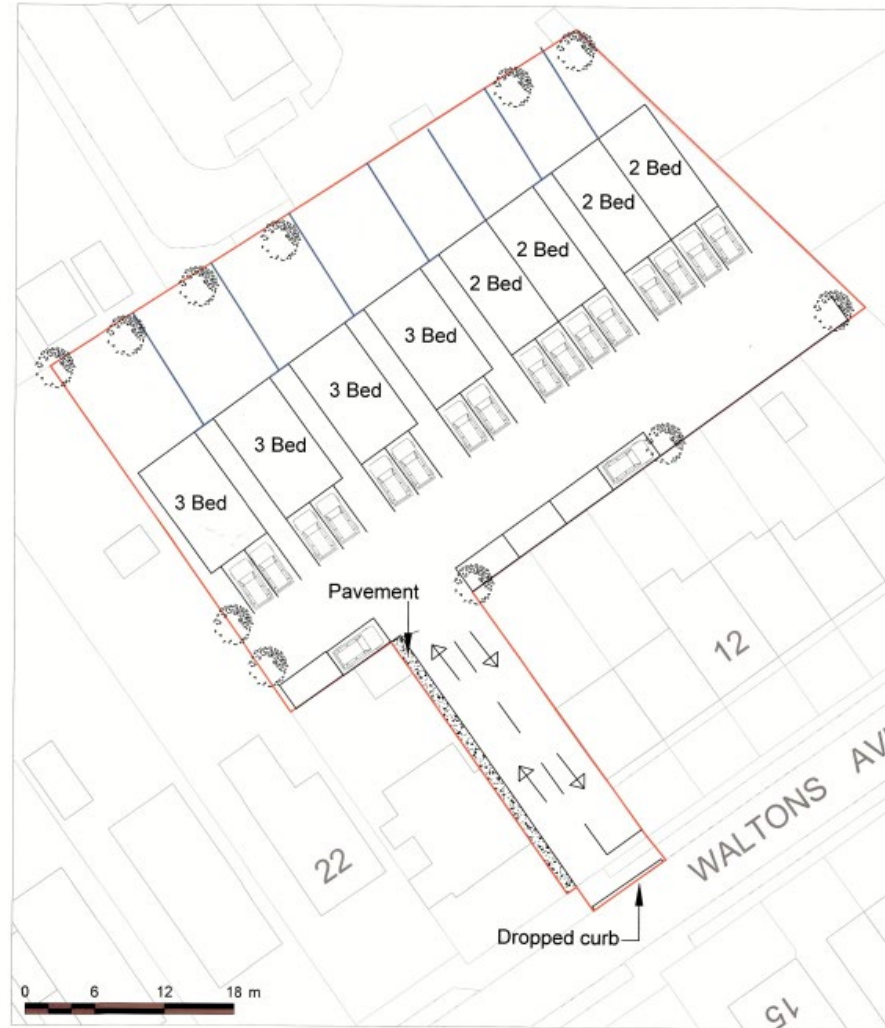 2 Bed
2 Bed
2 Bed
2 Bed
3 Bed
3 Bed
3 Bed
3 Bed
Pavement
12
22
WALTONS AV
Dropped curb
15
0 6 12 18 m